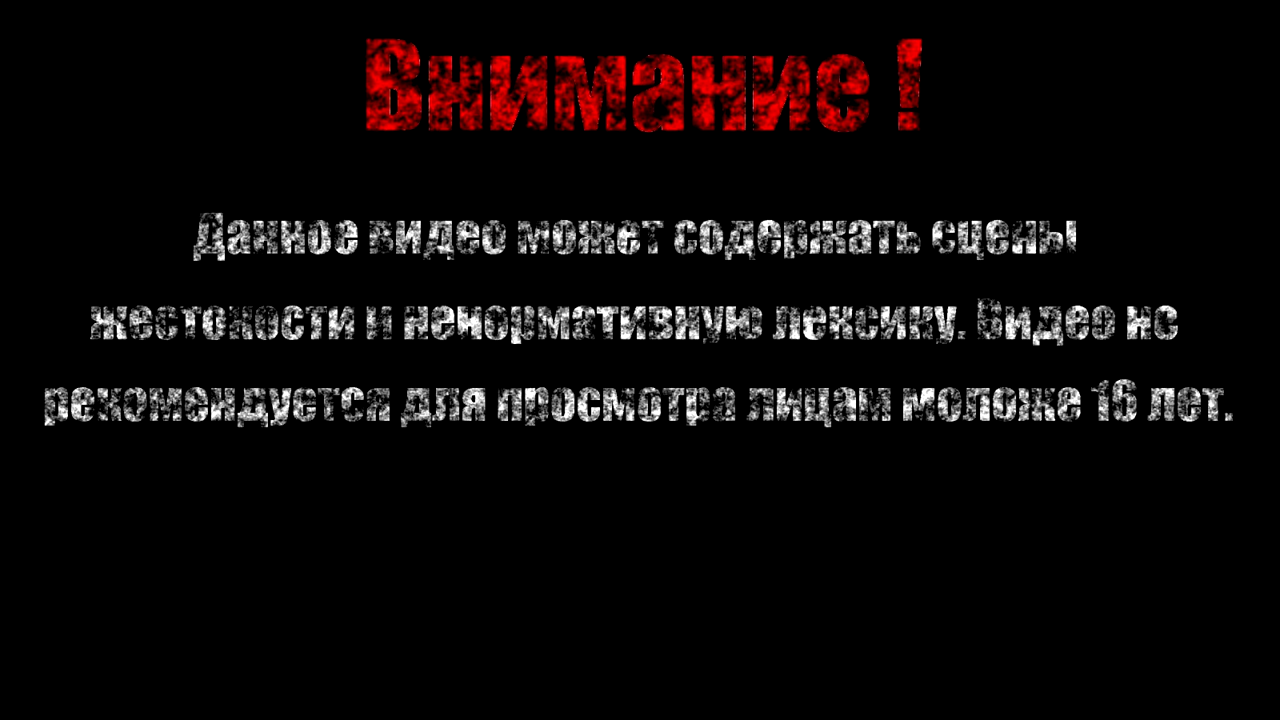 Внимание !
Данное видео может содержать сцены
жестокости и ненормативную лексику. Видео не
рекомендуется для просмотра лицам моложе 16 лет.